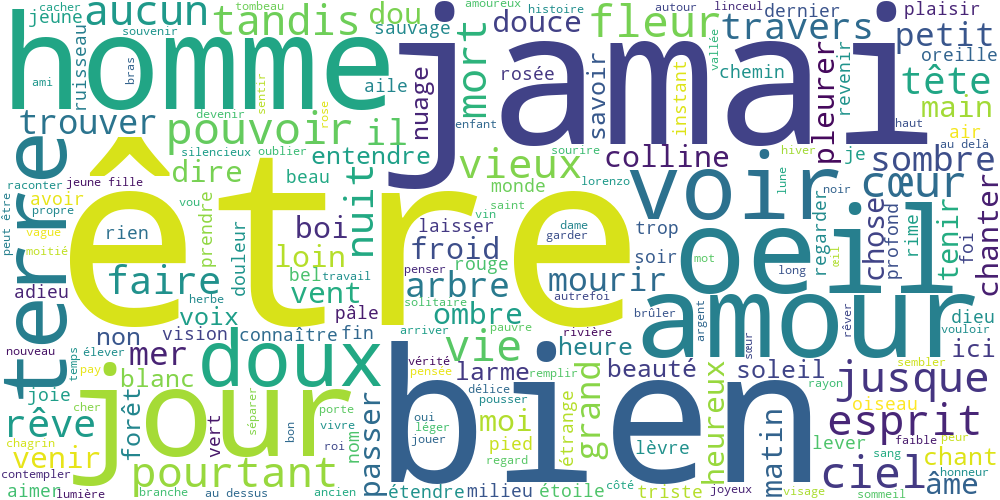 cacher
aucun
tandis
tombeau
dou
amoureux
douce
histoire
fleur
autour
linceul
travers
dernier
plaisir
jeune
souvenir
sauvage
petit
homme
jamai
ruisseau
ami
bras
sentir
aile
nuage
mort
rosée
savoir
instant
vallée
chemin
pleurer
revenir
oreille
tête
main
trouver
devenir
rose
pouvoir
il
enfant
haut
air
au delà
silencieux
oublier
entendre
vieux
sourire
colline
hiver
je
sombre
terre
raconter
jeune fille
dire
beau
nuit
monde
lorenzo
voir
lune
noir
cœur
avoir
propre
peut être
vague
moitié
rien
être
prendre
vou
boi
laisser
saint
vin
dame
garder
trop
regarder
chose
profond
rime
tenir
foi
chanter
adieu
faire
douleur
loin
bel
travail
froid
penser
rouge
soir
oeil
œil
mot
long
arbre
mourir
vent
herbe
solitaire
autrefoi
brûler
amour
argent
rêver
dieu
vouloir
voix
pâle
ombre
non
vision
connaître
fin
arriver
pauvre
rivière
nouveau
élever
mer
doux
vie
heure
sœur
ici
temps
pay
blanc
vérité
pensée
larme
remplir
beauté
soleil
sembler
jusque
joie
cher
jour
séparer
porte
délice
pousser
bien
grand
rayon
oiseau
rêve
forêt
vert
bon
vivre
roi
nom
passer
oui
léger
jouer
moi
pied
étrange
lèvre
heureux
matin
esprit
lever
faible
peur
chagrin
venir
pourtant
regard
sang
ciel
chant
contempler
honneur
aimer
lumière
branche
au dessus
ancien
étendre
milieu
étoile
côté
triste
joyeux
visage
sommeil
âme